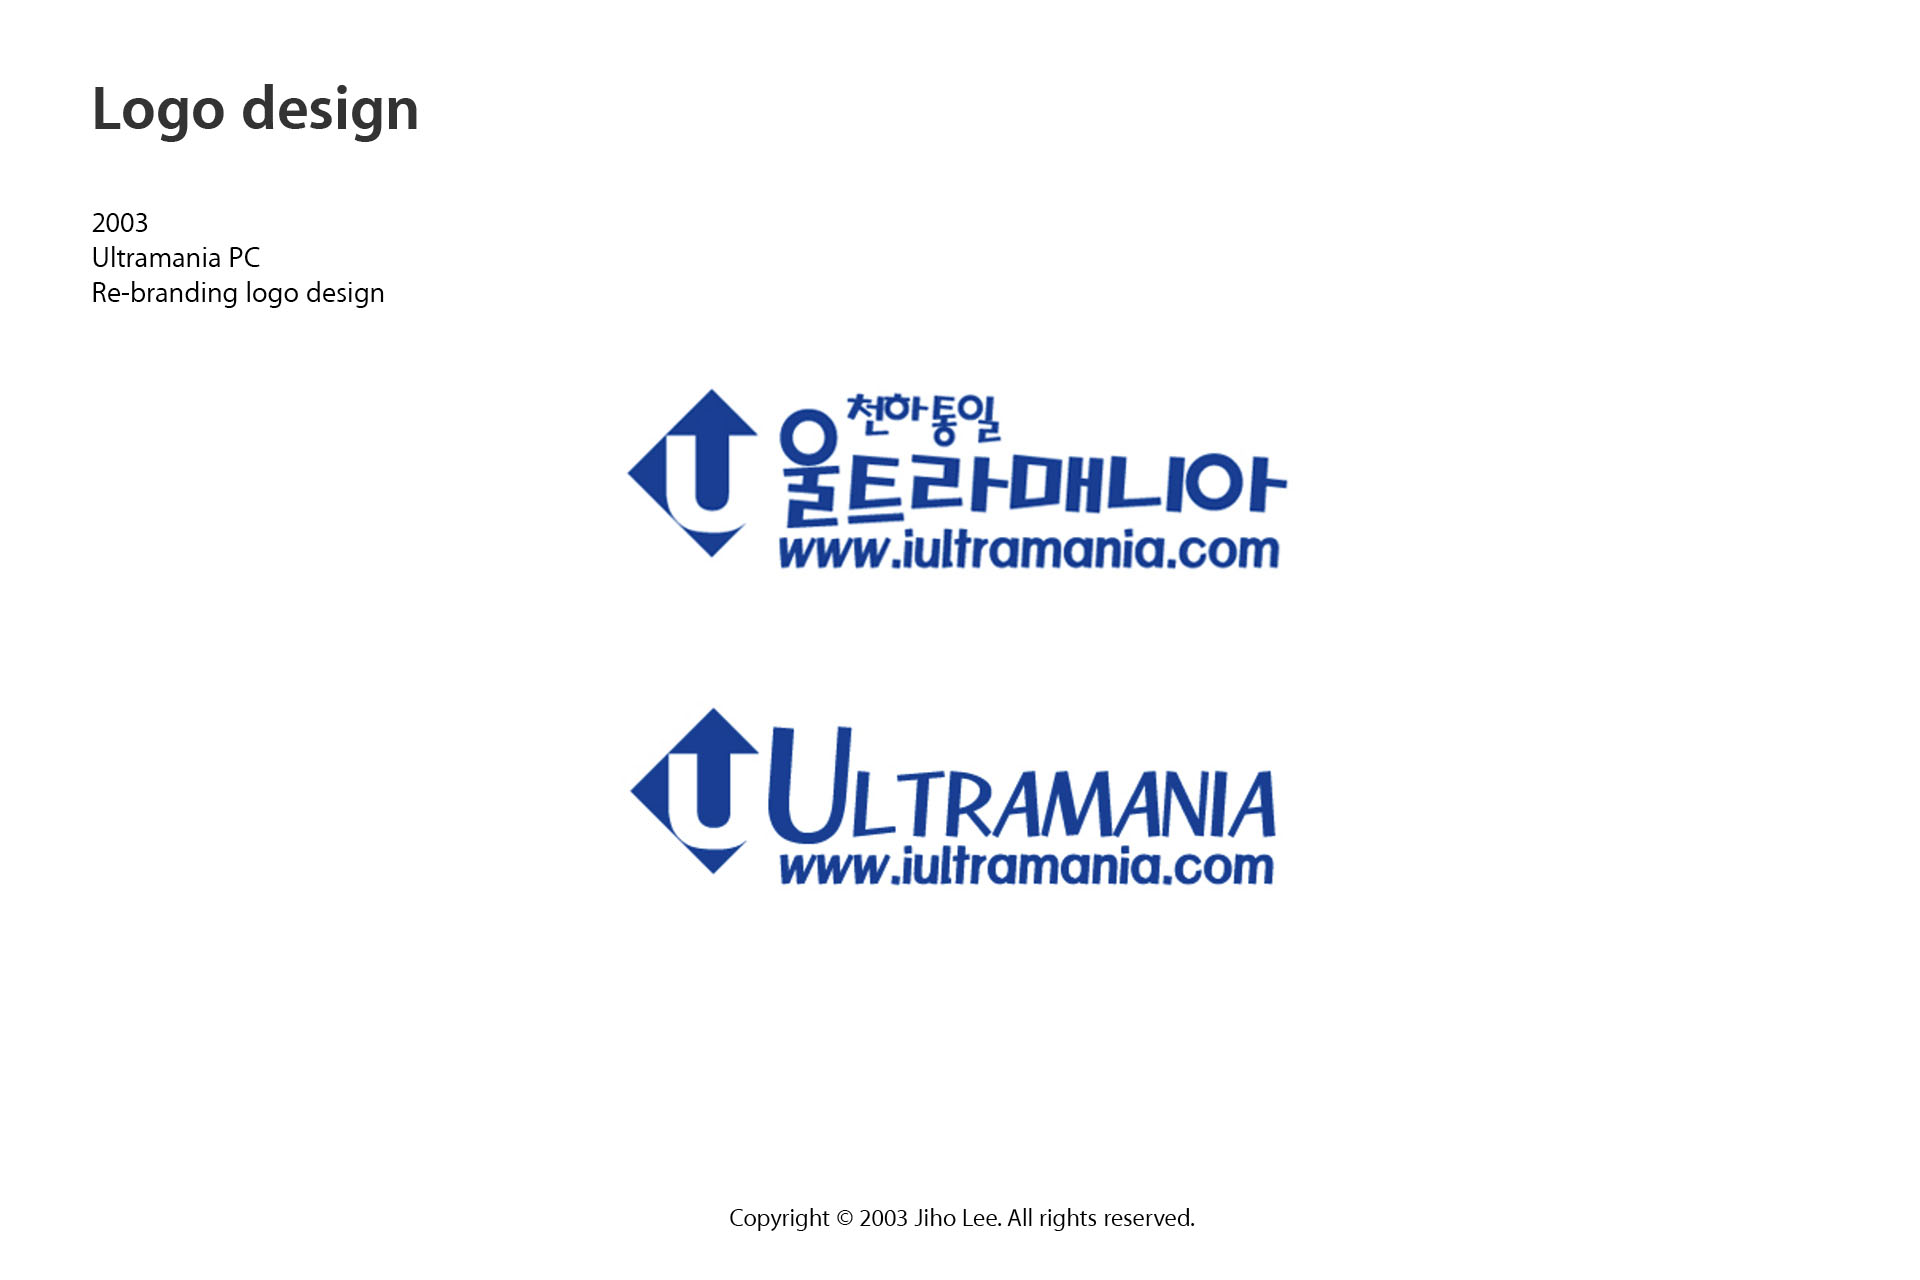 Logo design
2003
Ultramania PC
Re-branding logo design
천하통일
울트라매니아
www.iultramania.com
ULTRAMANIA
www.iultramania.com
Copyright © 2003 Jiho Lee. All rights reserved.